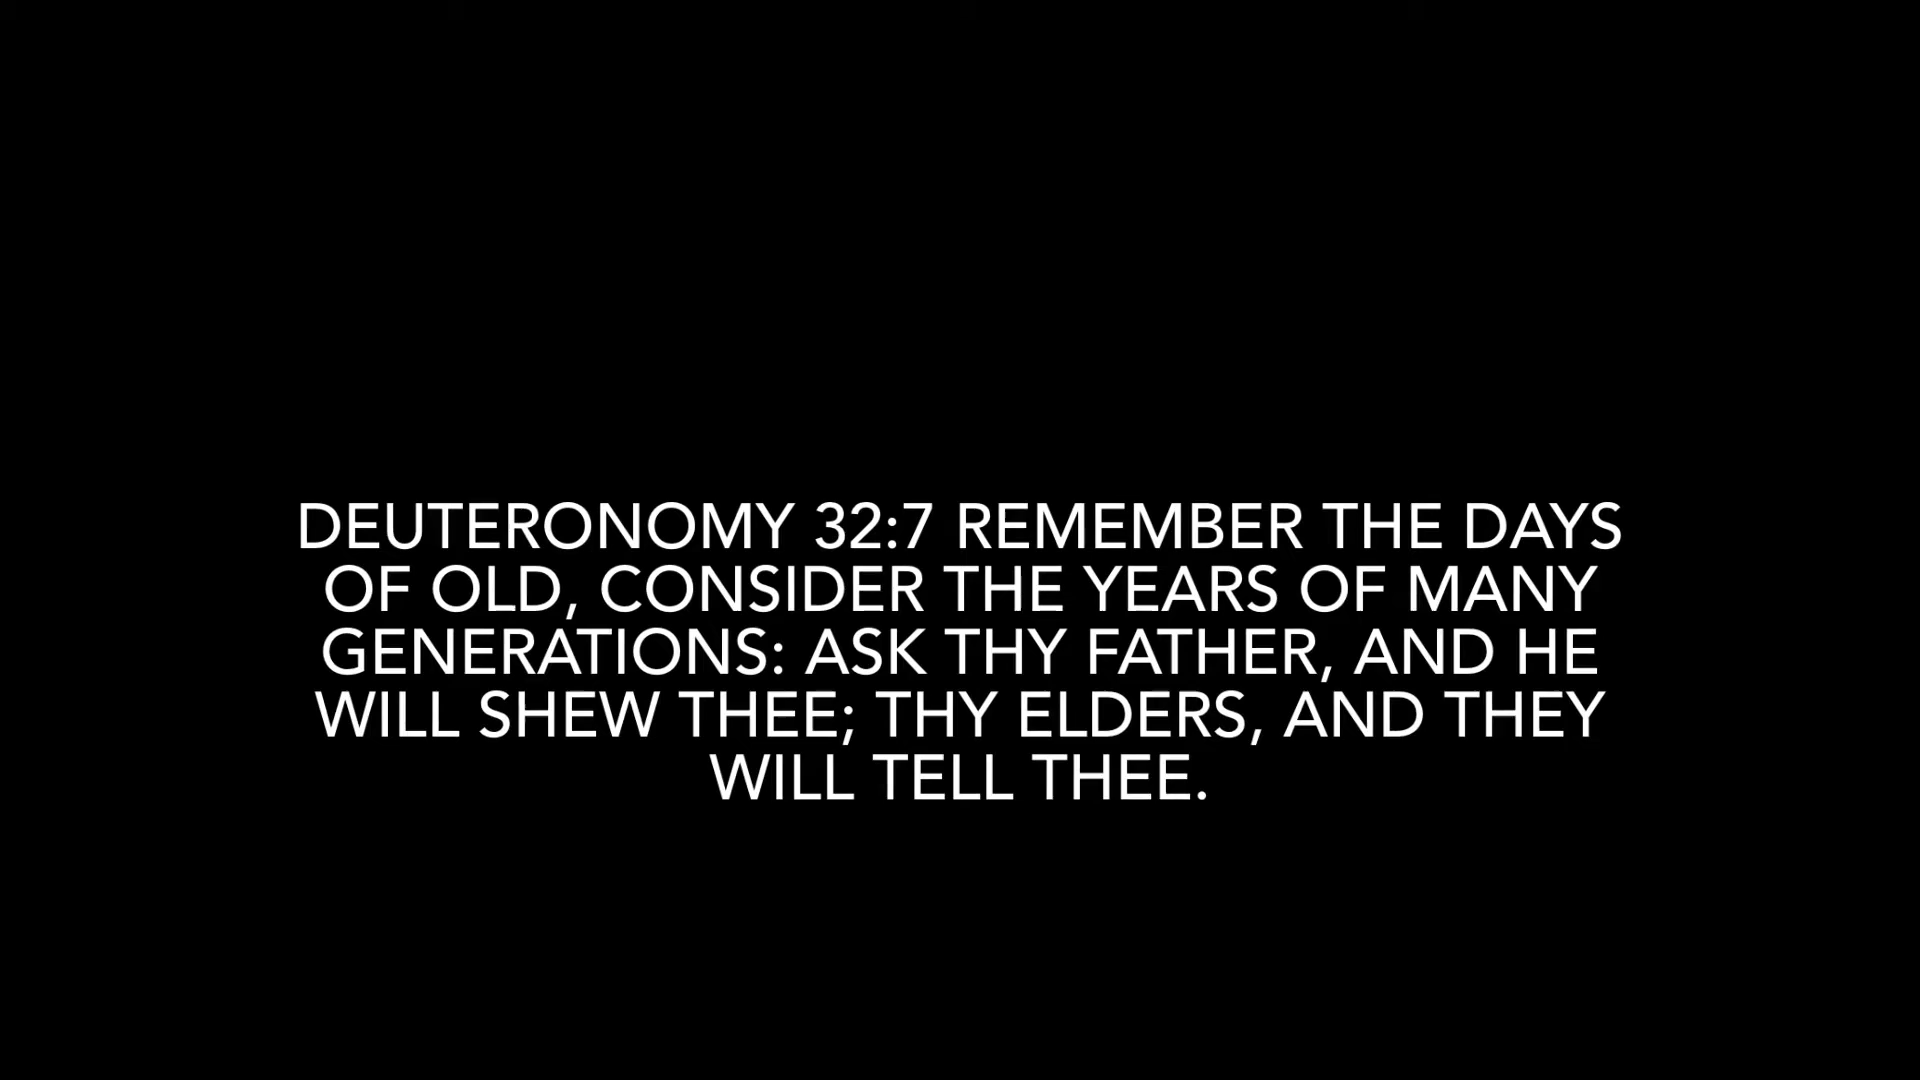 DEUTERONOMY 32:7 REMEMBER THE DAYS
OF OLD, CONSIDER THE YEARS OF MANY
GENERATIONS: ASK THY FATHER, AND HE
WILL SHEW THEE; THY ELDERS, AND THEY
WILL TELL THEE.